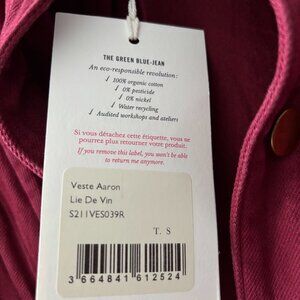 THE GREEN BLUE-JEAN
An eco-responsible revolution:
✓ 100% organic cotton
✓ 0% pesticide
✓ 0% nickel
✓ Water recycling
✓ Audited workshops and ateliers
Si vous détachez cette étiquette, vous ne
pourrez plus retourner votre produit.
If you remove this label, you won't be able
to return me anymore.
Veste Aaron
Lie De Vin
S211VES039R
T. S
3 664841 612524